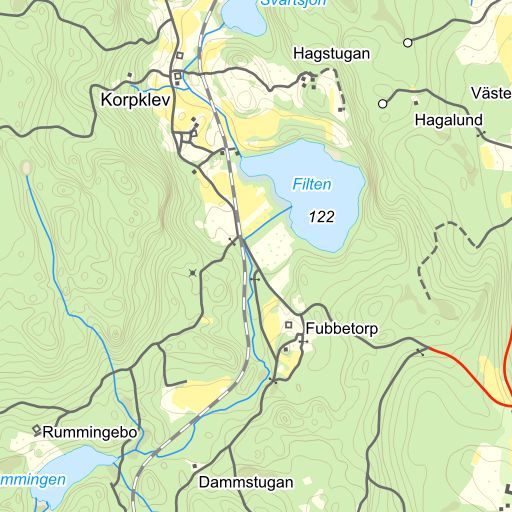 Svartsjön
Hagstugan
Korpklev
Väste
Hagalund
Filten
122
Fubbetorp
Rummingebo
mmingen
Dammstugan